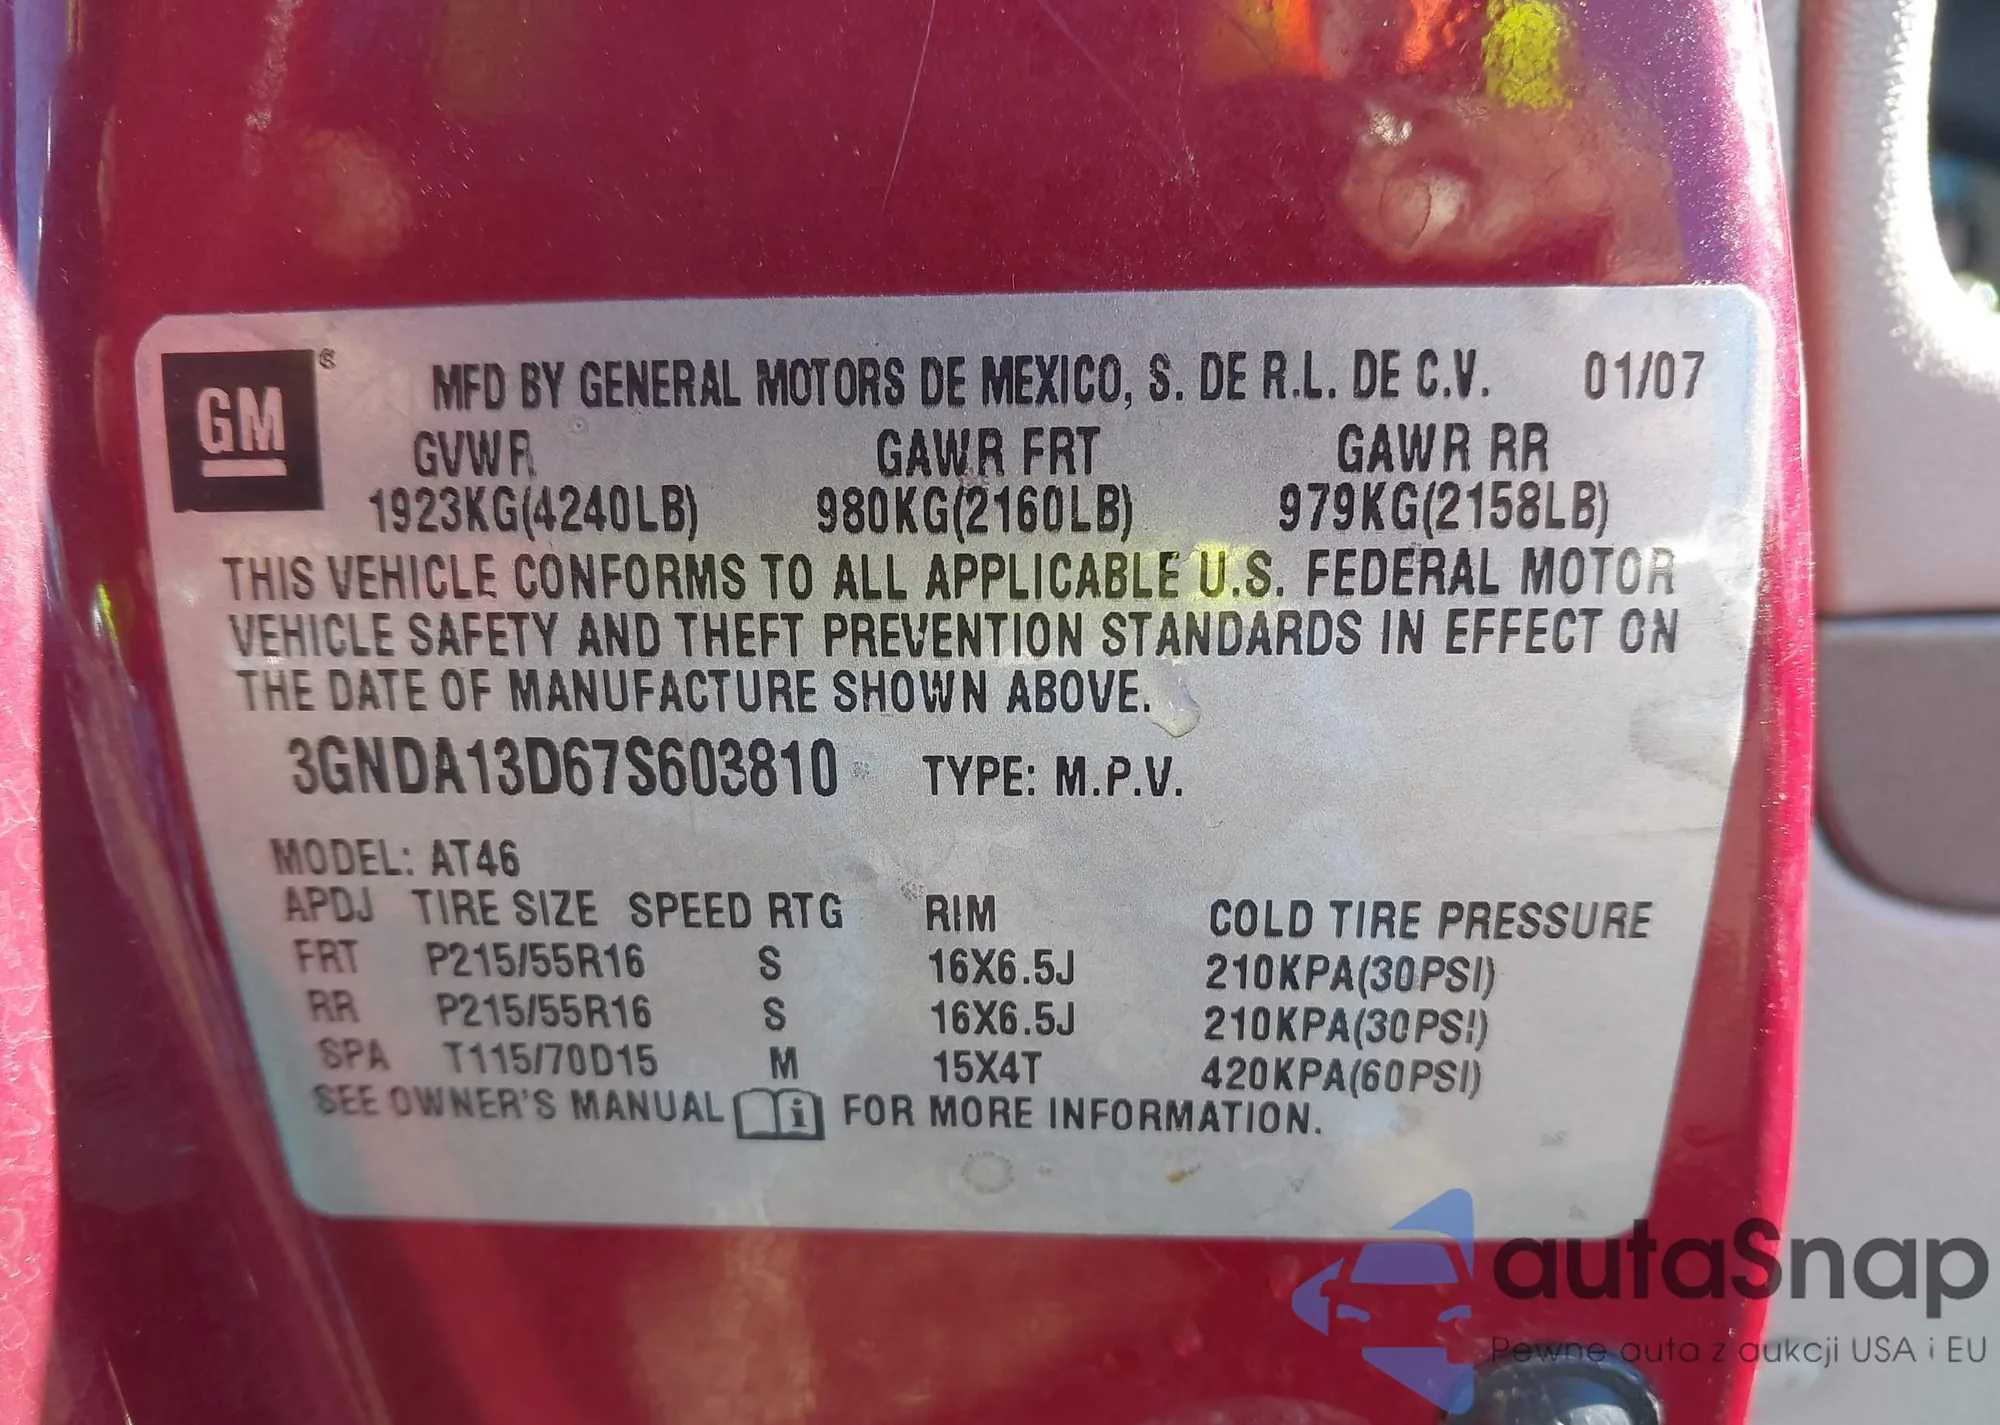 GM ® MFD BY GENERAL MOTORS DE MEXICO, S. DE R.L. DE C.V. 01/07
GVWR GAWR FRT GAWR RR
1923KG(4240LB) 980KG(2160LB) 979KG(2158LB)
THIS VEHICLE CONFORMS TO ALL APPLICABLE U.S. FEDERAL MOTOR
VEHICLE SAFETY AND THEFT PREVENTION STANDARDS IN EFFECT ON
THE DATE OF MANUFACTURE SHOWN ABOVE.
3GNDA13D67S603810 TYPE: M.P.V.
MODEL: AT46
APDJ TIRE SIZE SPEED RTG RIM COLD TIRE PRESSURE
FRT P215/55R16 S 16X6.5J 210KPA(30PSI)
RR P215/55R16 S 16X6.5J 210KPA(30PSI)
SPA T115/70D15 M 15X4T 420KPA(60PSI)
SEE OWNER'S MANUAL i FOR MORE INFORMATION.
autaSnap
Pewne auta z aukcji USA i EU